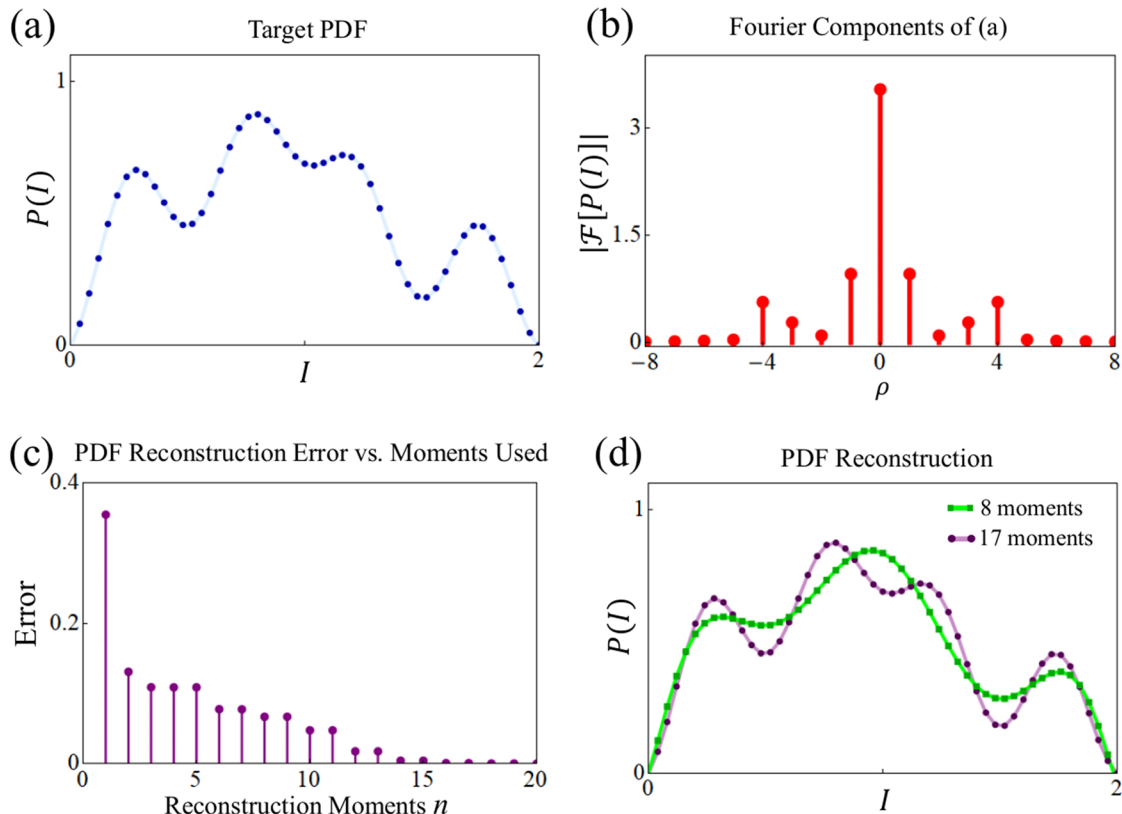 (a)
Target PDF
1
P(I)
0
0
2
I
(b)
Fourier Components of (a)
3
1.5
0
|ℱ[P(I)]|
−8
−4
0
4
8
ρ
(c)
PDF Reconstruction Error vs. Moments Used
0.4
0.2
0
Error
0
5
10
15
20
Reconstruction Moments n
(d)
PDF Reconstruction
1
8 moments
17 moments
P(I)
0
2
I